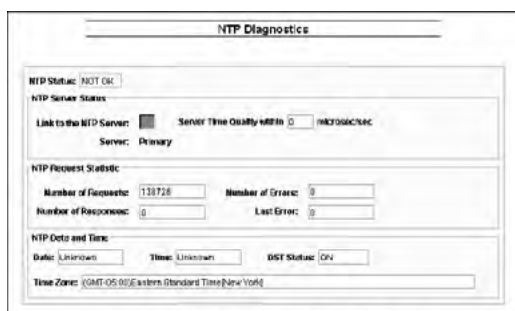 NTP Diagnostics
NTP Status: NOT OK
NTP Server Status
Link to the NTP Server: Server Time Quality within 0 microsec/sec
Server: Primary
NTP Request Statistic
Number of Requests: 138728 Number of Errors: 0
Number of Responses: 0 Last Error: 0
NTP Date and Time
Date: Unknown Time: Unknown DST Status: ON
Time Zone: (GMT-05:00)Eastern Standard Time[New York]